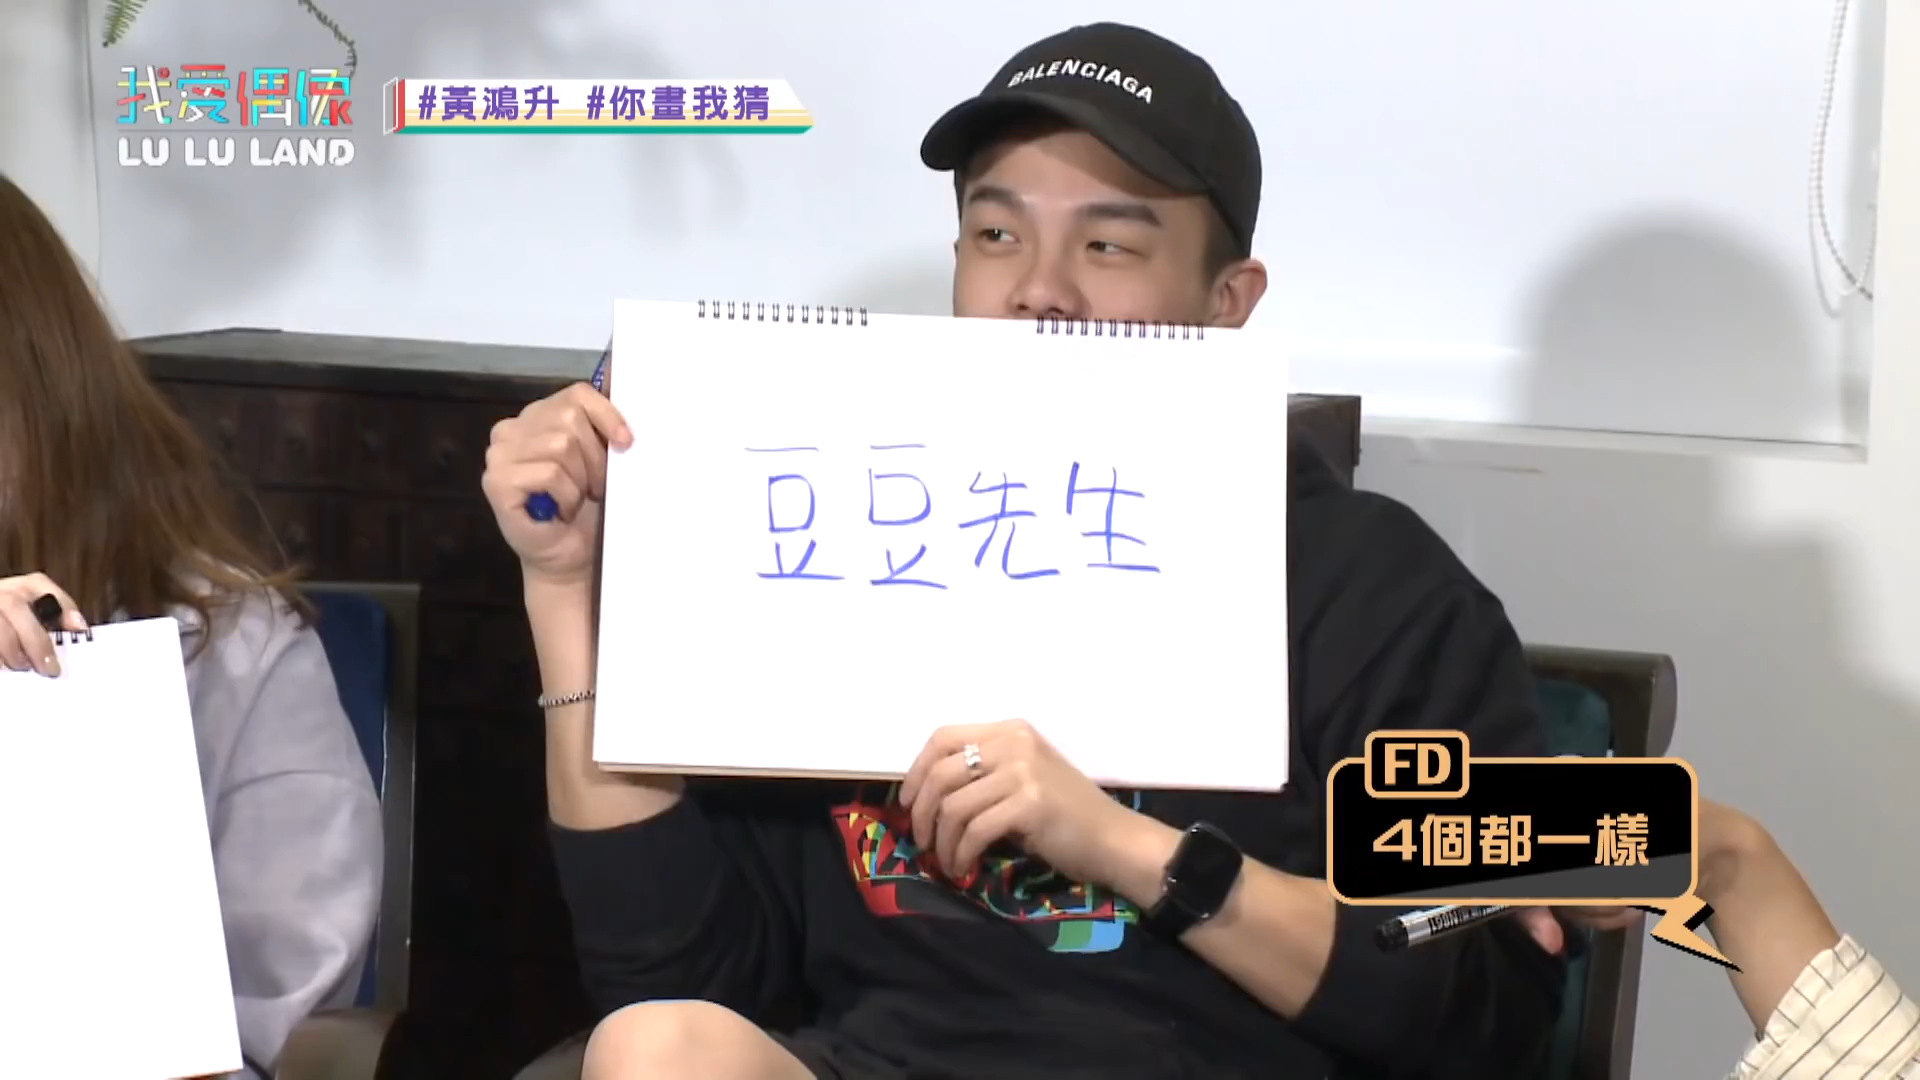 我愛偶像
LU LU LAND
#黃鴻升 #你畫我猜
BALENCIAGA
豆豆先生
FD
4個都一樣